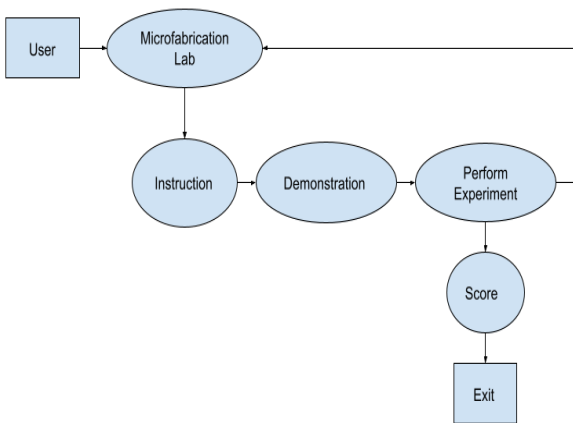 User
Microfabrication
Lab
Instruction
Demonstration
Perform
Experiment
Score
Exit